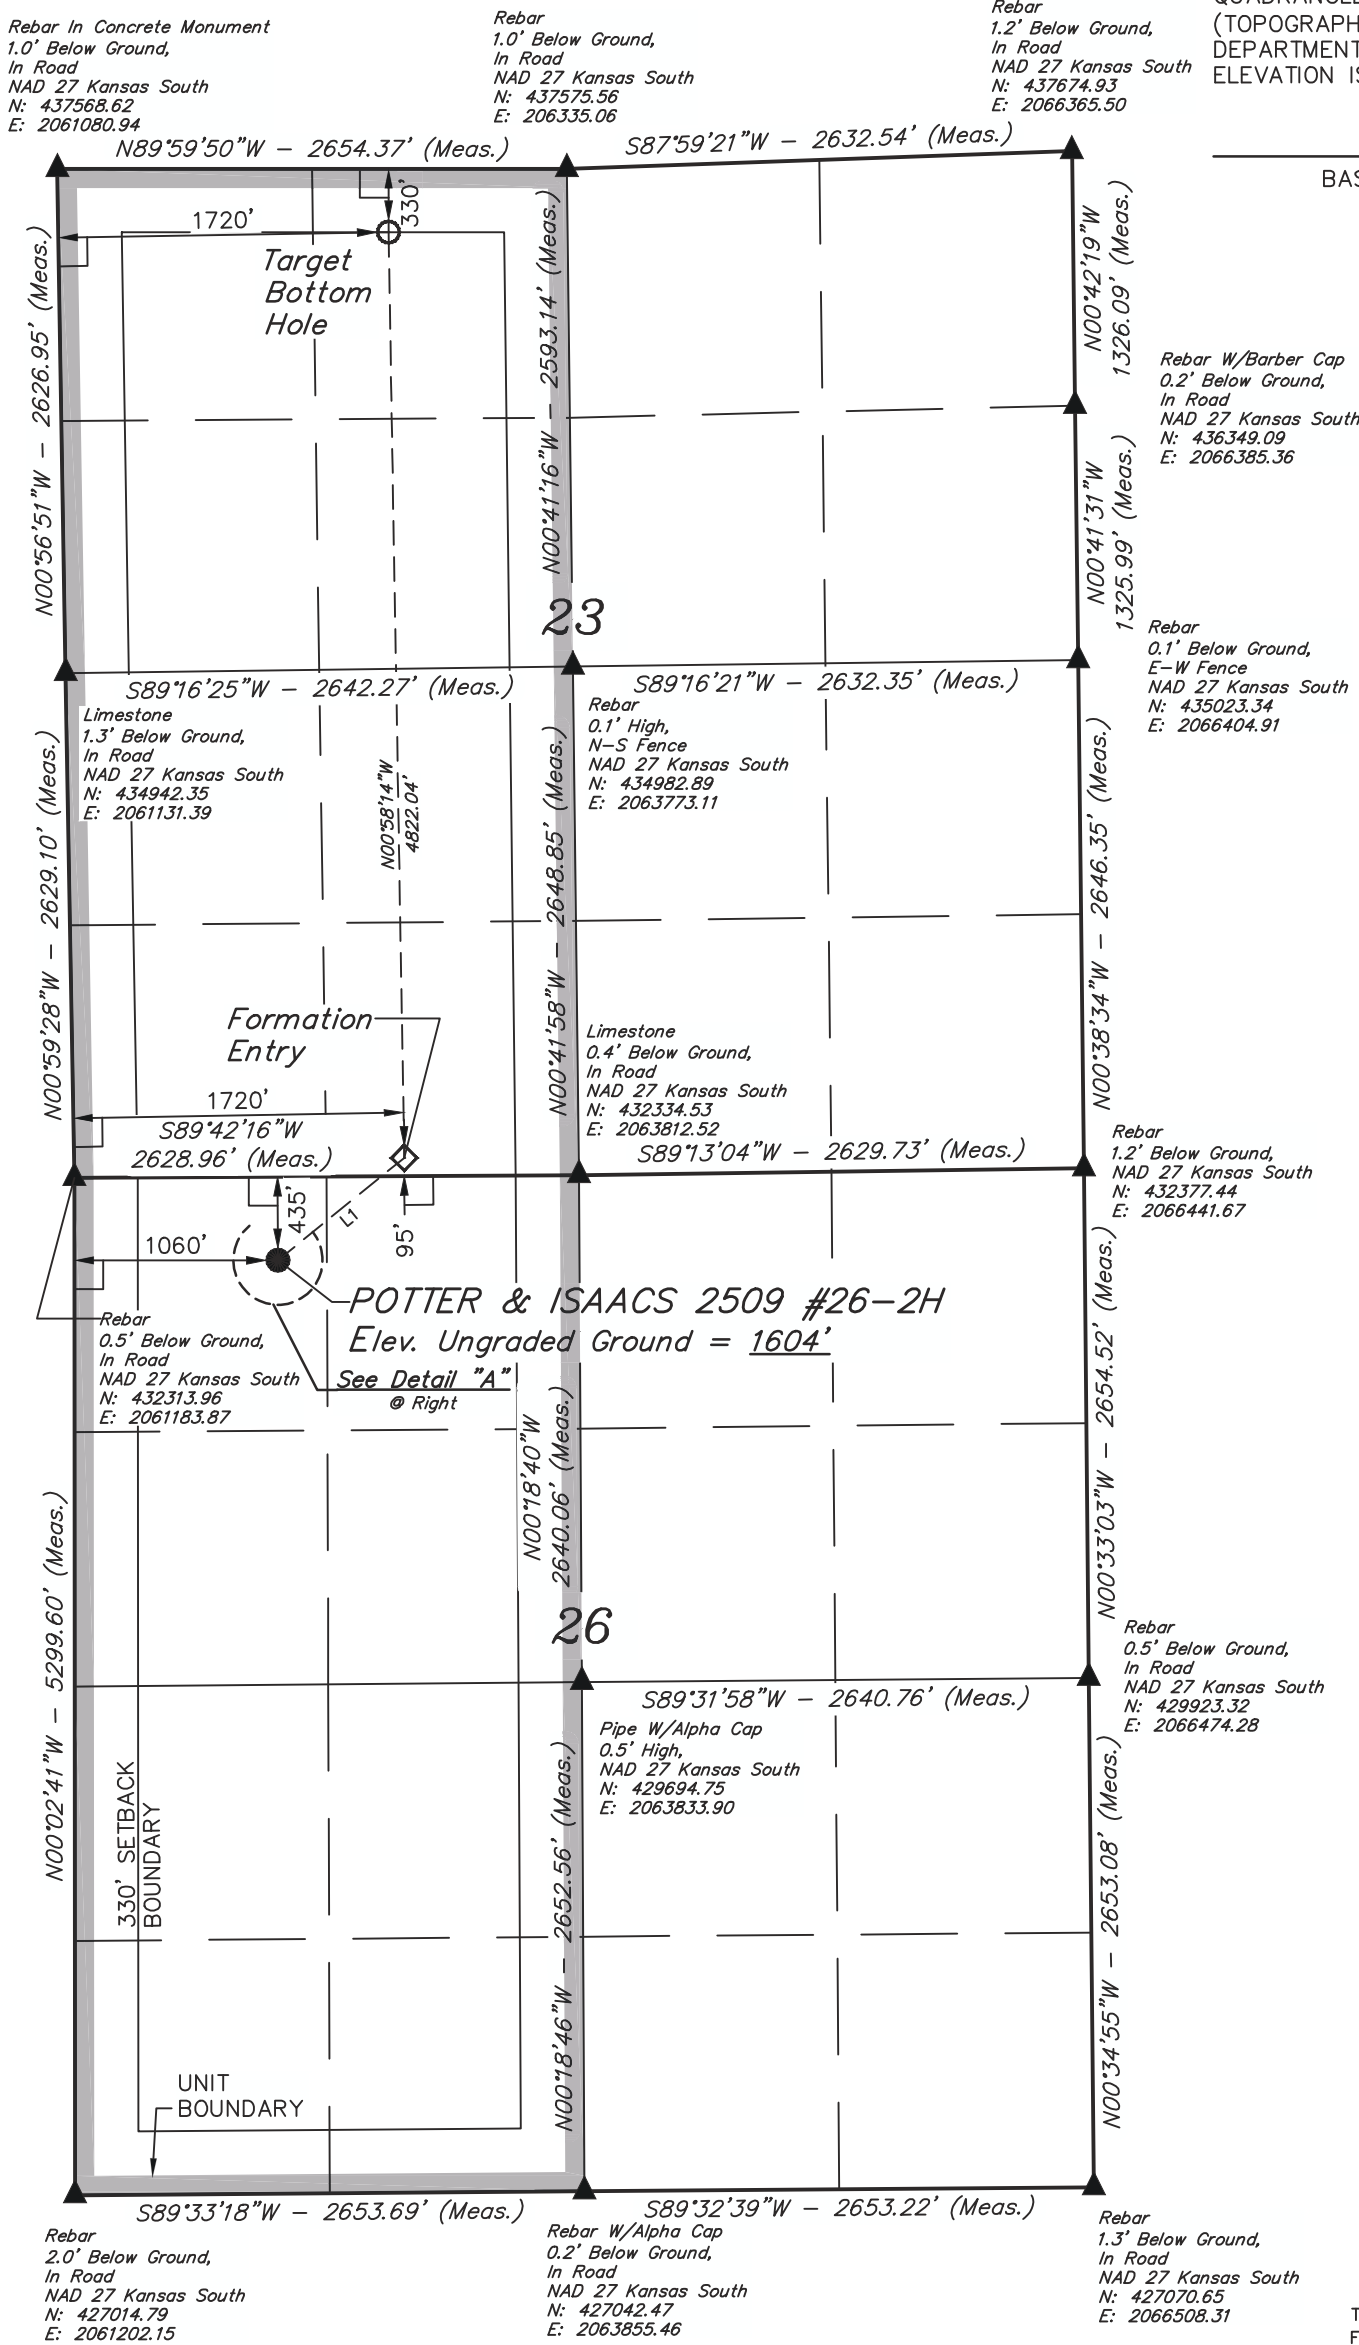 Rebar In Concrete Monument
1.0' Below Ground,
In Road
NAD 27 Kansas South
N: 437568.62
E: 2061080.94
Rebar
1.0' Below Ground,
In Road
NAD 27 Kansas South
N: 437575.56
E: 206335.06
Rebar
1.2' Below Ground,
In Road
NAD 27 Kansas South
N: 437674.93
E: 2066365.50
(TOPOGRAPH
DEPARTMENT
ELEVATION IS
BAS
N89°59'50"W - 2654.37' (Meas.)
S87°59'21"W - 2632.54' (Meas.)
330'
1720'
Target
Bottom
Hole
N00°56'51"W - 2626.95' (Meas.)
N00°41'16"W - 2593.14' (Meas.)
N00°42'19"W
1326.09' (Meas.)
Rebar W/Barber Cap
0.2' Below Ground,
In Road
NAD 27 Kansas South
N: 436349.09
E: 2066385.36
N00°41'31"W
1325.99' (Meas.)
23
Rebar
0.1' Below Ground,
E-W Fence
NAD 27 Kansas South
N: 435023.34
E: 2066404.91
S89°16'25"W - 2642.27' (Meas.)
S89°16'21"W - 2632.35' (Meas.)
Limestone
1.3' Below Ground,
In Road
NAD 27 Kansas South
N: 434942.35
E: 2061131.39
Rebar
0.1' High,
N-S Fence
NAD 27 Kansas South
N: 434982.89
E: 2063773.11
N00°58'14"W
4822.04'
N00°59'28"W - 2629.10' (Meas.)
N00°41'58"W - 2648.85' (Meas.)
N00°38'34"W - 2646.35' (Meas.)
Formation
Entry
Limestone
0.4' Below Ground,
In Road
NAD 27 Kansas South
N: 432334.53
E: 2063812.52
1720'
S89°42'16"W
2628.96' (Meas.)
S89°13'04"W - 2629.73' (Meas.)
Rebar
1.2' Below Ground,
NAD 27 Kansas South
N: 432377.44
E: 2066441.67
435'
L1
95'
1060'
POTTER & ISAACS 2509 #26-2H
Elev. Ungraded Ground = 1604'
See Detail "A"
@ Right
Rebar
0.5' Below Ground,
In Road
NAD 27 Kansas South
N: 432313.96
E: 2061183.87
N00°18'40"W
2640.06' (Meas.)
N00°33'03"W - 2654.52' (Meas.)
N00°02'41"W - 5299.60' (Meas.)
26
Rebar
0.5' Below Ground,
In Road
NAD 27 Kansas South
N: 429923.32
E: 2066474.28
S89°31'58"W - 2640.76' (Meas.)
Pipe W/Alpha Cap
0.5' High,
NAD 27 Kansas South
N: 429694.75
E: 2063833.90
330' SETBACK
BOUNDARY
N00°18'46"W - 2652.56' (Meas.)
N00°34'55"W - 2653.08' (Meas.)
UNIT
BOUNDARY
S89°33'18"W - 2653.69' (Meas.)
S89°32'39"W - 2653.22' (Meas.)
Rebar
2.0' Below Ground,
In Road
NAD 27 Kansas South
N: 427014.79
E: 2061202.15
Rebar W/Alpha Cap
0.2' Below Ground,
In Road
NAD 27 Kansas South
N: 427042.47
E: 2063855.46
Rebar
1.3' Below Ground,
In Road
NAD 27 Kansas South
N: 427070.65
E: 2066508.31